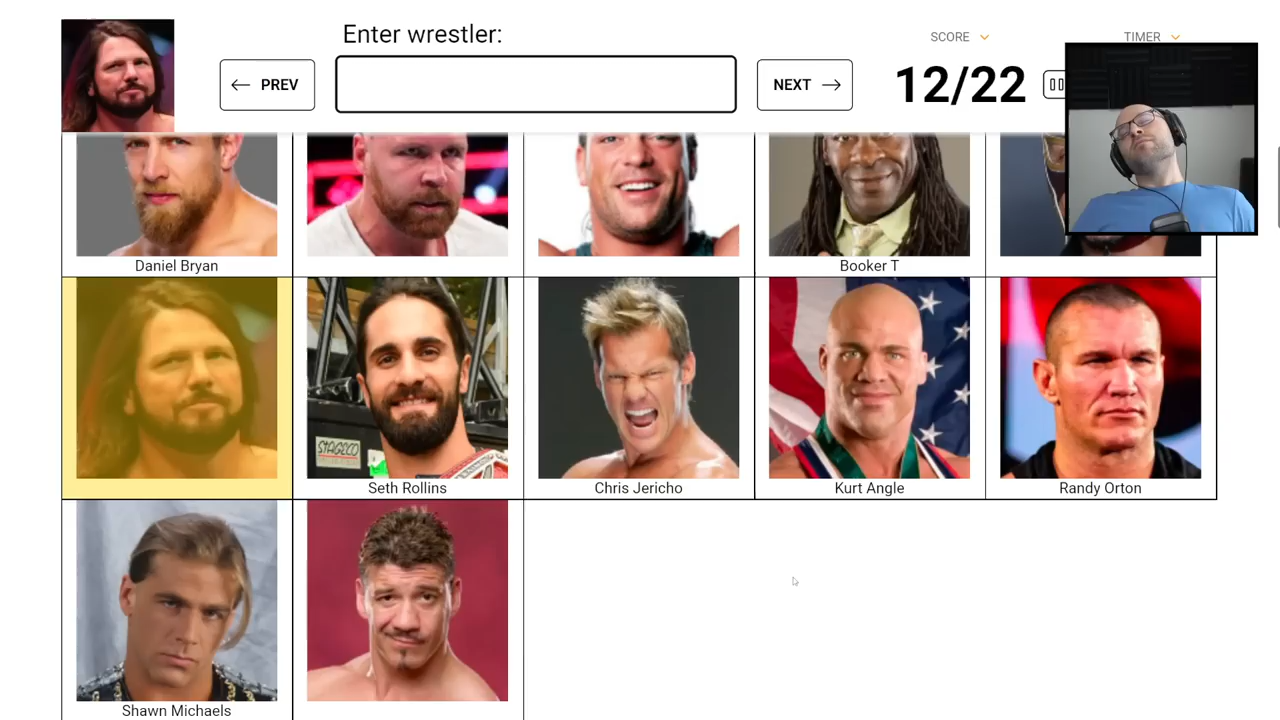 Enter wrestler:
PREV
NEXT
SCORE
12/22
TIMER
Daniel Bryan
Booker T
STAGECO
Seth Rollins
Chris Jericho
Kurt Angle
Randy Orton
Shawn Michaels